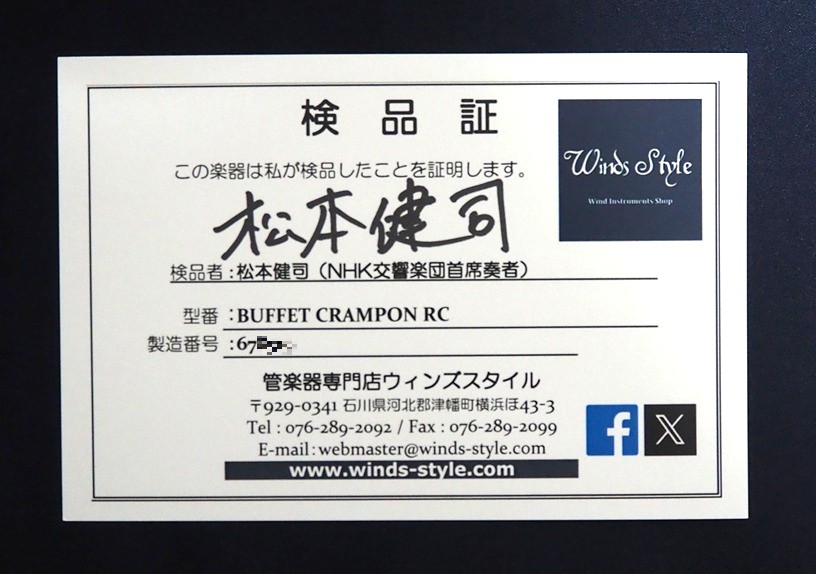 検品証
Winds Style
Wind Instruments Shop
この楽器は私が検品したことを証明します。
松本健司
検品者:松本健司(NHK交響楽団首席奏者)
型番:BUFFET CRAMPON RC
製造番号:67
管楽器専門店ウィンズスタイル
〒929-0341 石川県河北郡津幡町横浜ほ43-3
Tel : 076-289-2092 / Fax : 076-289-2099
E-mail:webmaster@winds-style.com
www.winds-style.com